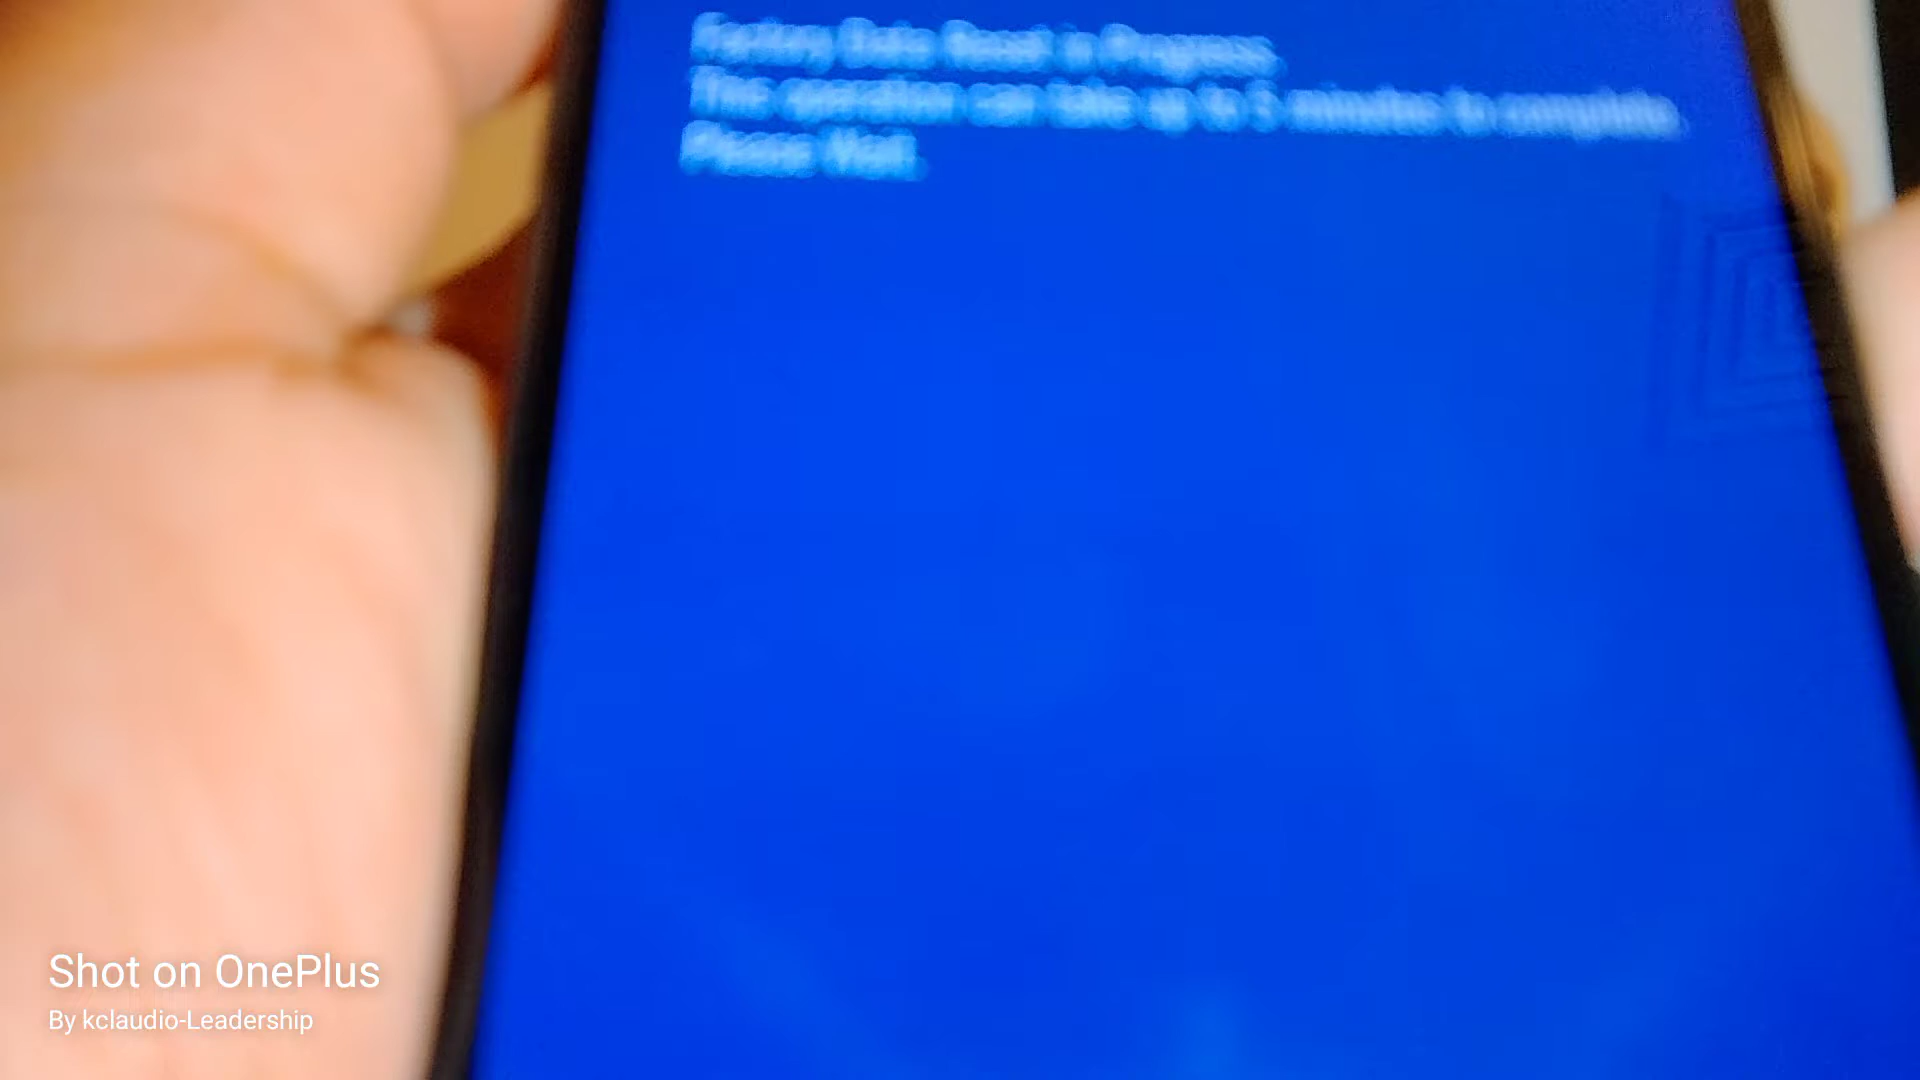 Factory Data Reset in Progress.
This operation can take up to 5 minutes to complete.
Please Wait.
Shot on OnePlus
By kclaudio-Leadership